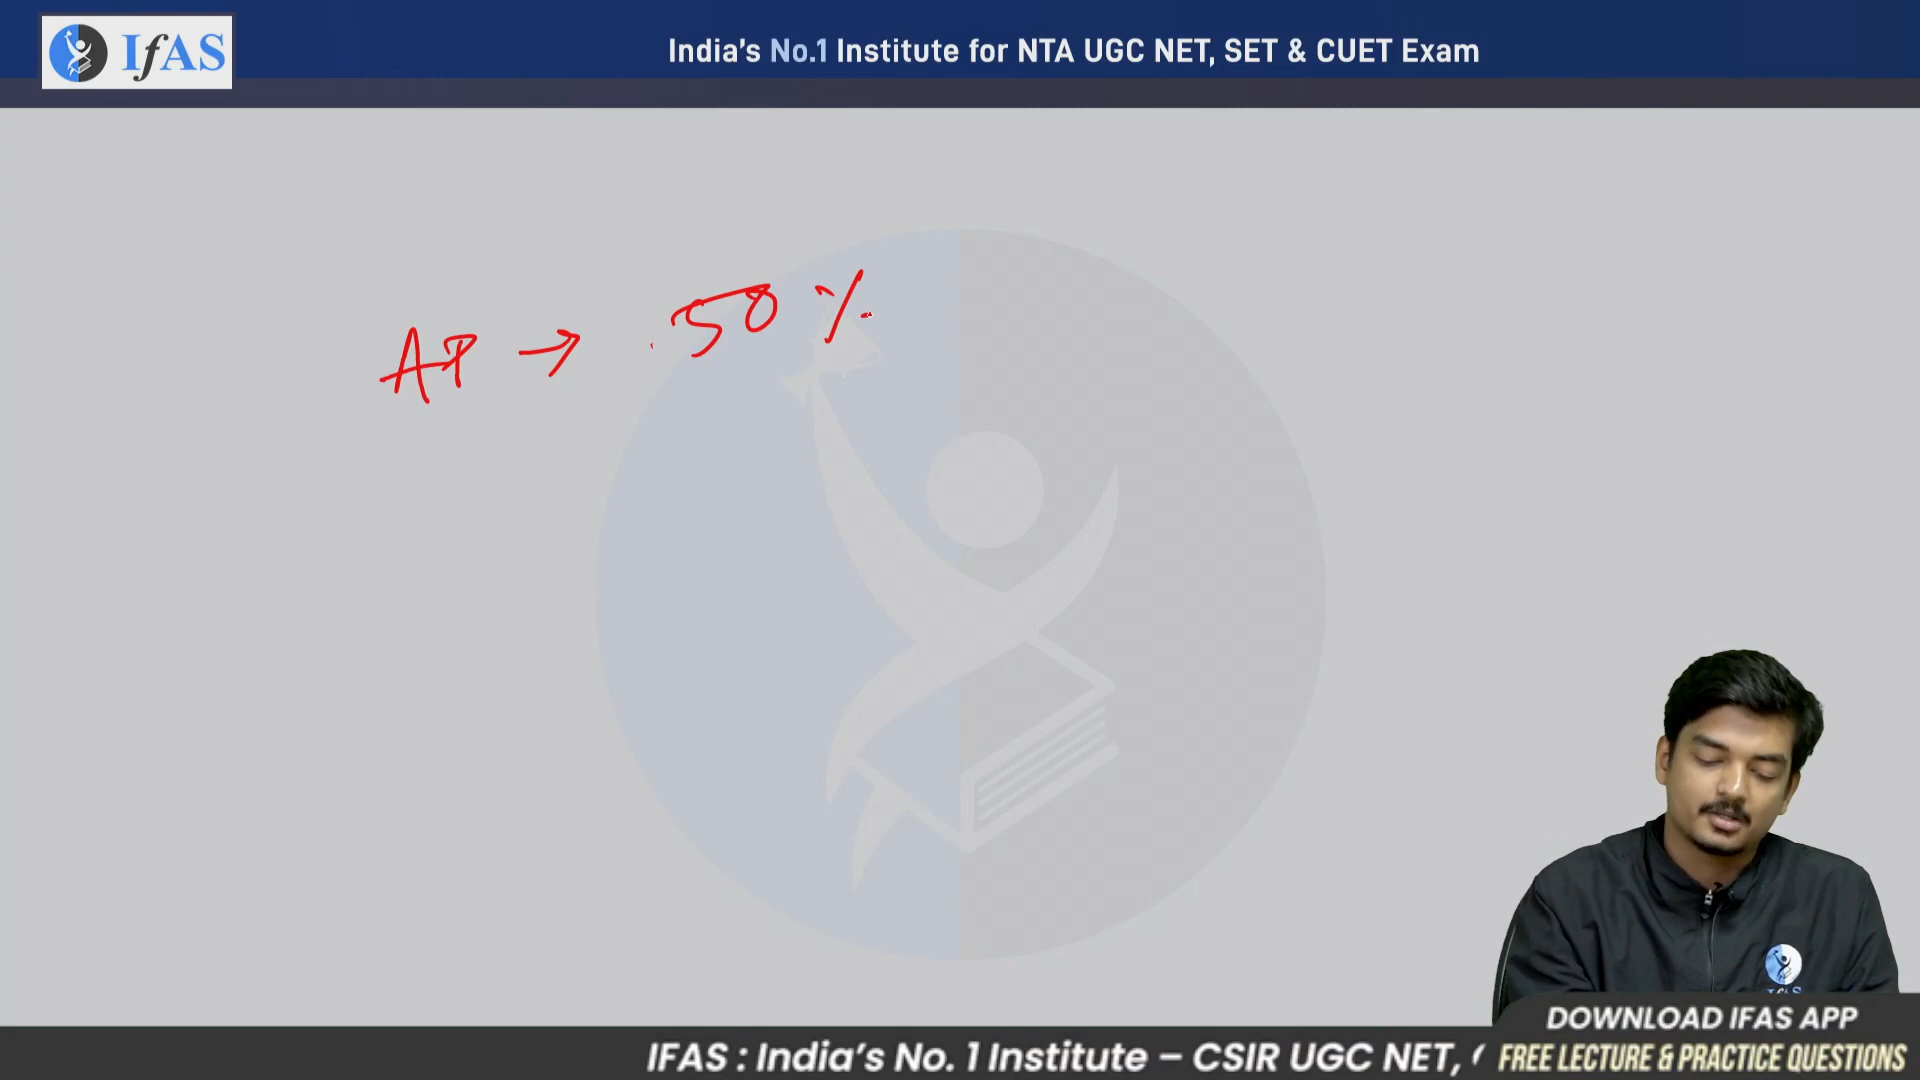 IfAS
India's No.1 Institute for NTA UGC NET, SET & CUET Exam
AP → 50 %
DOWNLOAD IFAS APP
IFAS : India's No. 1 Institute – CSIR UGC NET,
FREE LECTURE & PRACTICE QUESTIONS